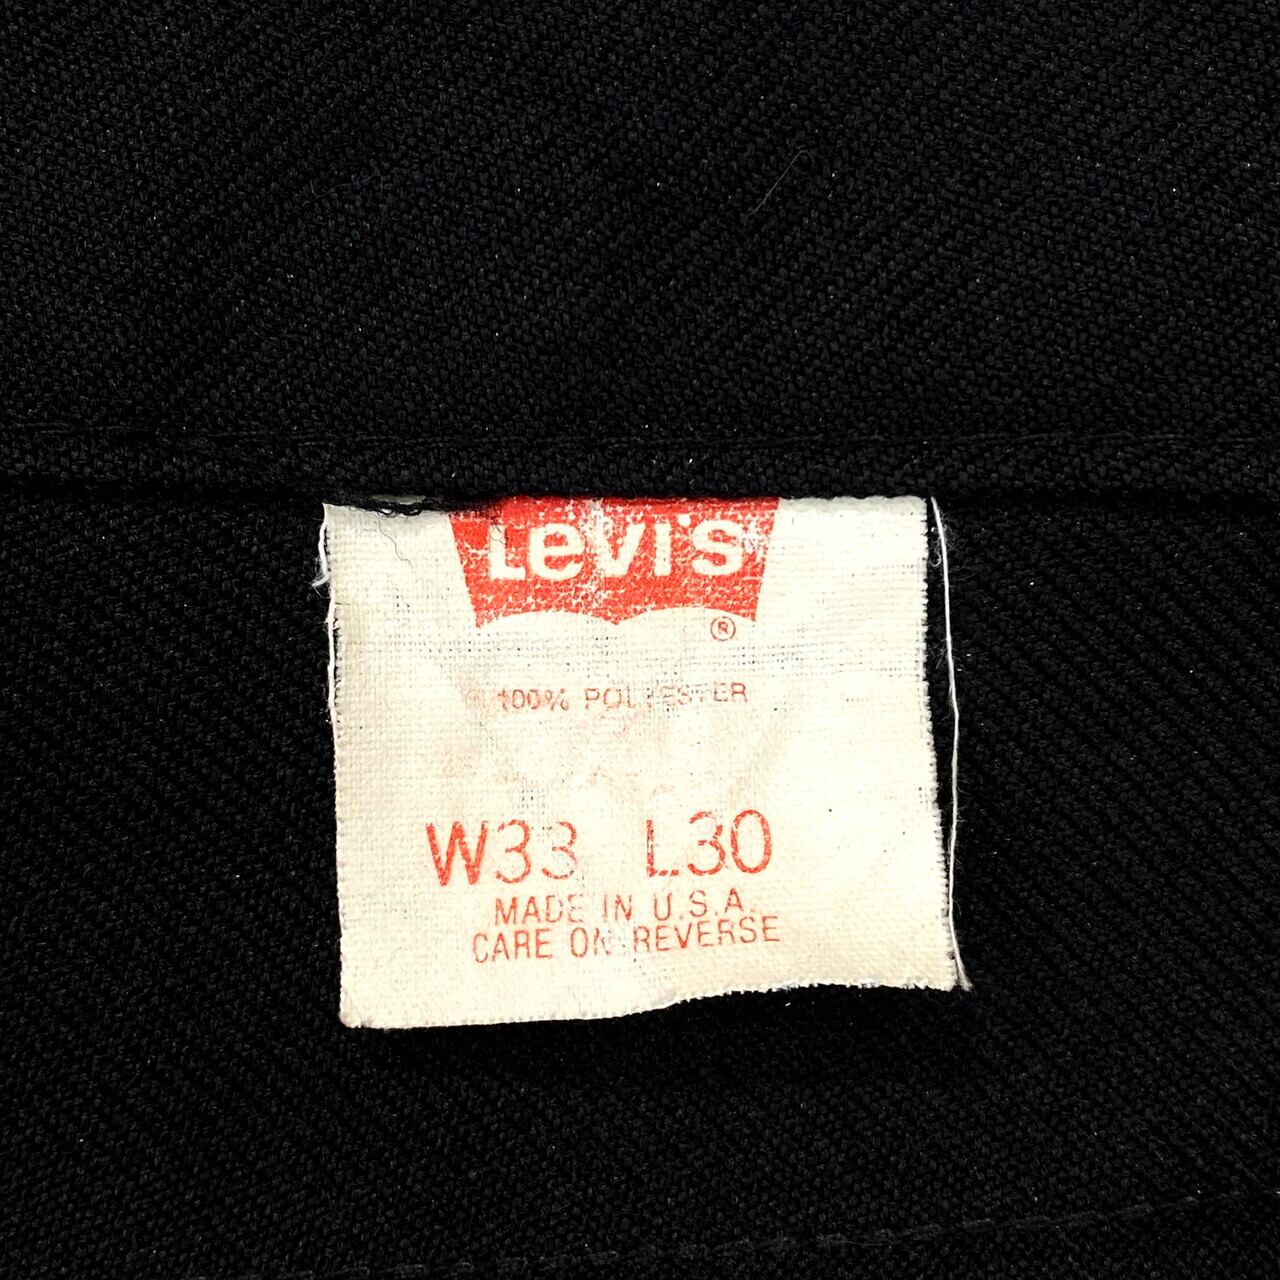 Levi's
®
100% POLYESTER
W33 L30
MADE IN U.S.A.
CARE ON REVERSE